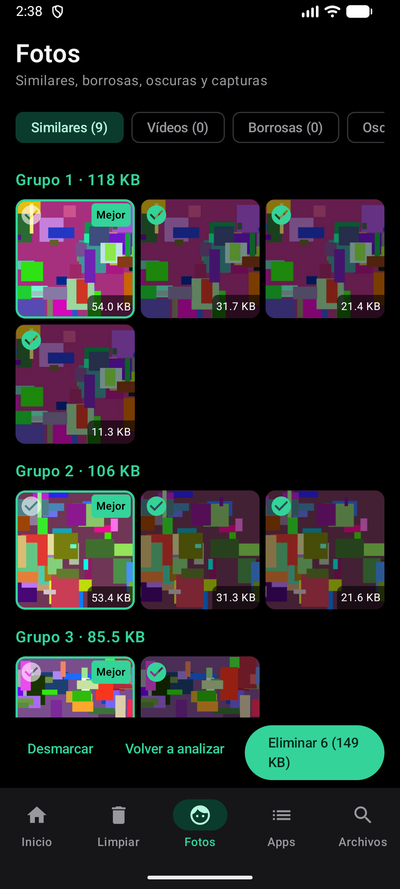 2:38
Fotos
Similares, borrosas, oscuras y capturas
Similares (9)
Vídeos (0)
Borrosas (0)
Osc
Grupo 1 · 118 KB
Mejor
54.0 KB
31.7 KB
21.4 KB
11.3 KB
Grupo 2 · 106 KB
Mejor
53.4 KB
31.3 KB
21.6 KB
Grupo 3 · 85.5 KB
Mejor
Desmarcar
Volver a analizar
Eliminar 6 (149
KB)
Inicio
Limpiar
Fotos
Apps
Archivos